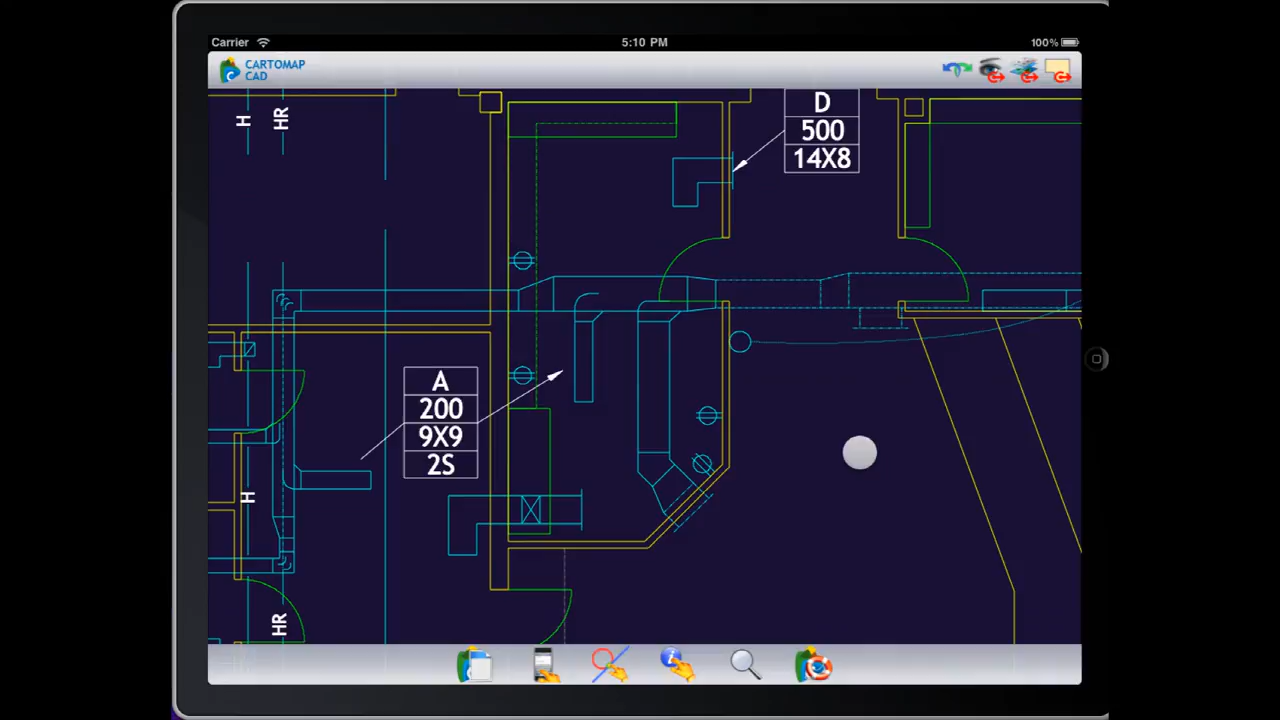 Carrier
5:10 PM
100%
CARTOMAP
CAD
H
HR
D
500
14X8
A
200
9X9
2S
H
HR